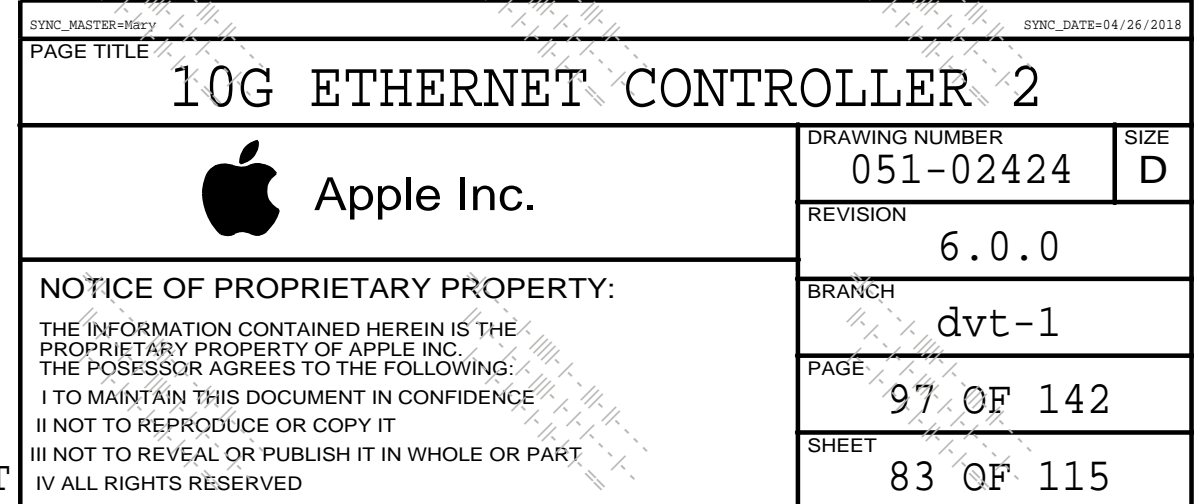 SYNC_MASTER=Mary SYNC_DATE=04/26/2018
PAGE TITLE
10G ETHERNET CONTROLLER 2
Apple Inc.
DRAWING NUMBER
051-02424
SIZE
D
REVISION
6.0.0
NOTICE OF PROPRIETARY PROPERTY:
THE INFORMATION CONTAINED HEREIN IS THE
PROPRIETARY PROPERTY OF APPLE INC.
THE POSESSOR AGREES TO THE FOLLOWING:
I TO MAINTAIN THIS DOCUMENT IN CONFIDENCE
II NOT TO REPRODUCE OR COPY IT
III NOT TO REVEAL OR PUBLISH IT IN WHOLE OR PART
IV ALL RIGHTS RESERVED
BRANCH
dvt-1
PAGE
97 OF 142
SHEET
83 OF 115
T